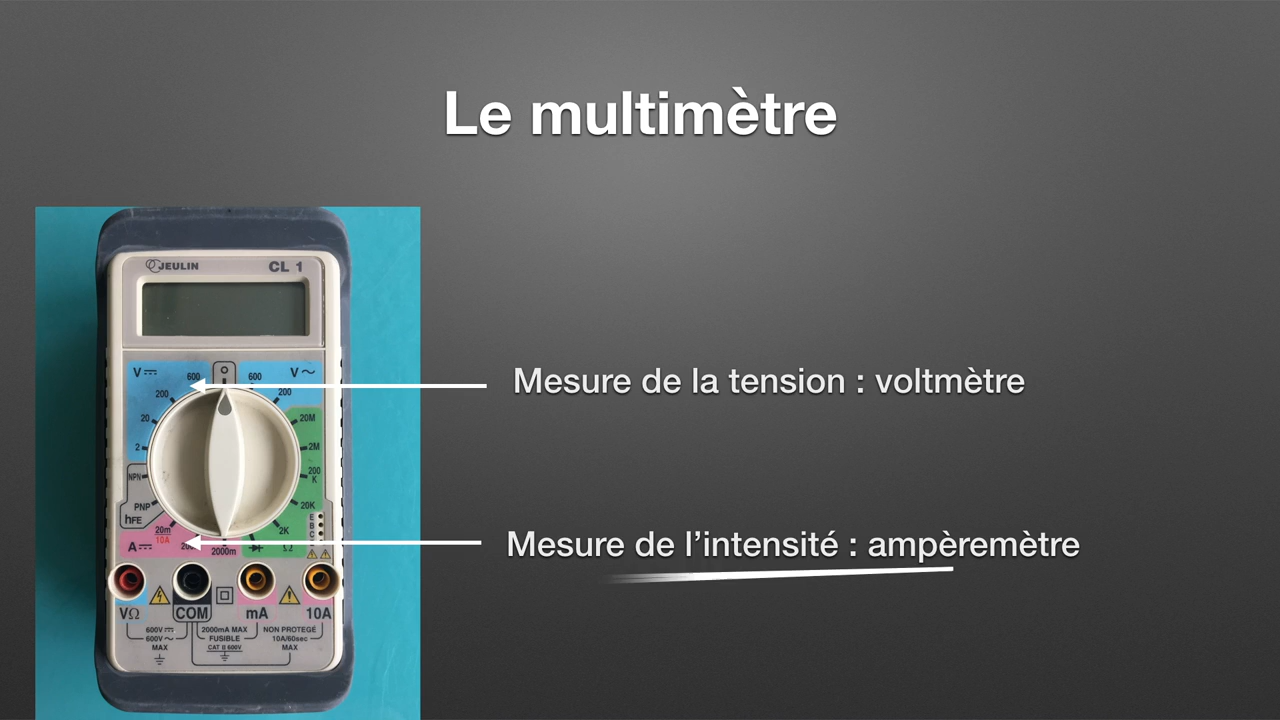 Le multimètre
JEULIN CL 1
V 600 600 V
200 200
20 20M
2 2M
NPN 200
K
PNP 20K
hFE
E
B
C
20m 2K
10A
A 2000m Ω
VΩ COM mA 10A
600V 2000mA MAX NON PROTEGÉ
600V FUSIBLE 10A/60sec
MAX CAT II 600V MAX
Mesure de la tension : voltmètre
Mesure de l’intensité : ampèremètre